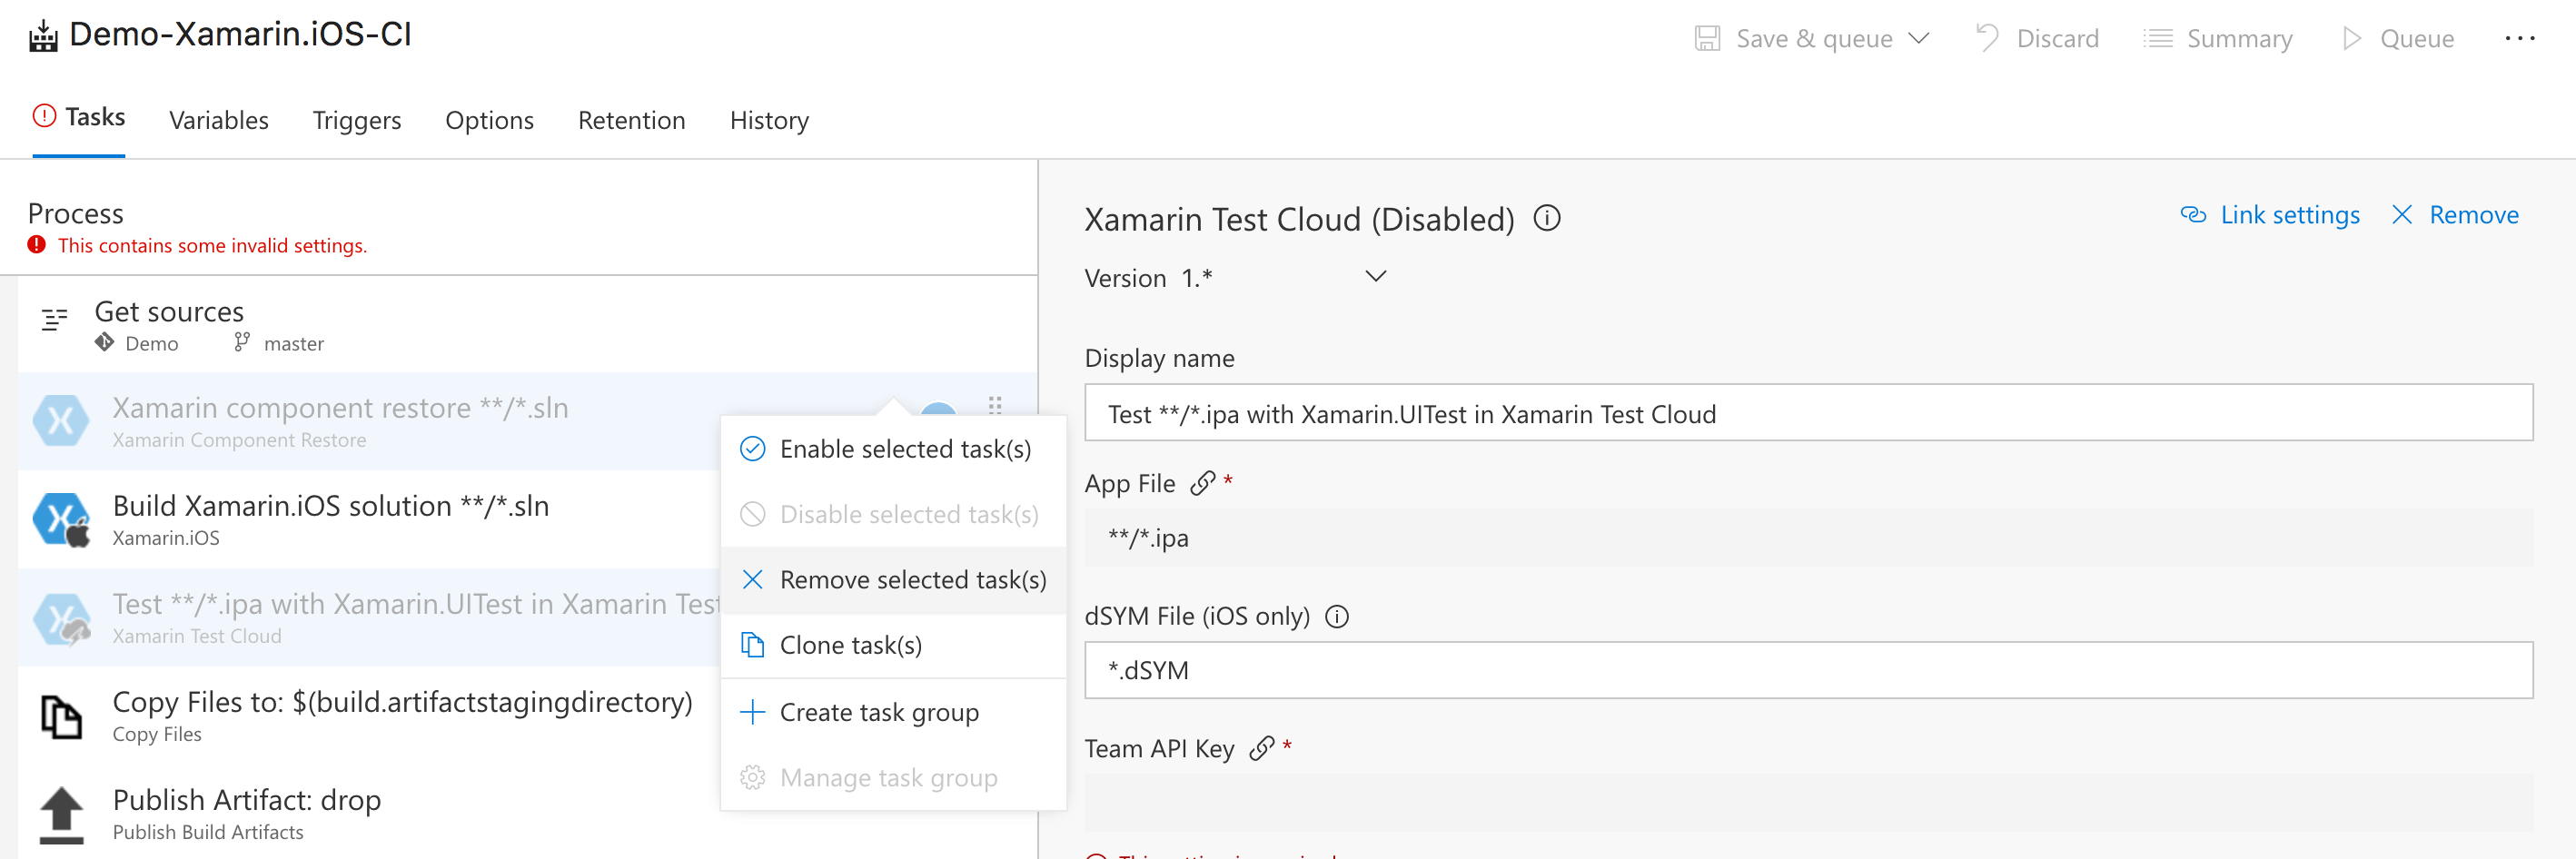 Demo-Xamarin.iOS-CI
Save & queue
Discard
Summary
Queue
Tasks
Variables
Triggers
Options
Retention
History
Process
This contains some invalid settings.
Get sources
Demo
master
Xamarin component restore **/*.sln
Xamarin Component Restore
Build Xamarin.iOS solution **/*.sln
Xamarin.iOS
Test **/*.ipa with Xamarin.UITest in Xamarin Test
Xamarin Test Cloud
Copy Files to: $(build.artifactstagingdirectory)
Copy Files
Publish Artifact: drop
Publish Build Artifacts
Enable selected task(s)
Disable selected task(s)
Remove selected task(s)
Clone task(s)
Create task group
Manage task group
Xamarin Test Cloud (Disabled)
Link settings
Remove
Version 1.*
Display name
Test **/*.ipa with Xamarin.UITest in Xamarin Test Cloud
App File *
**/*.ipa
dSYM File (iOS only)
*.dSYM
Team API Key *